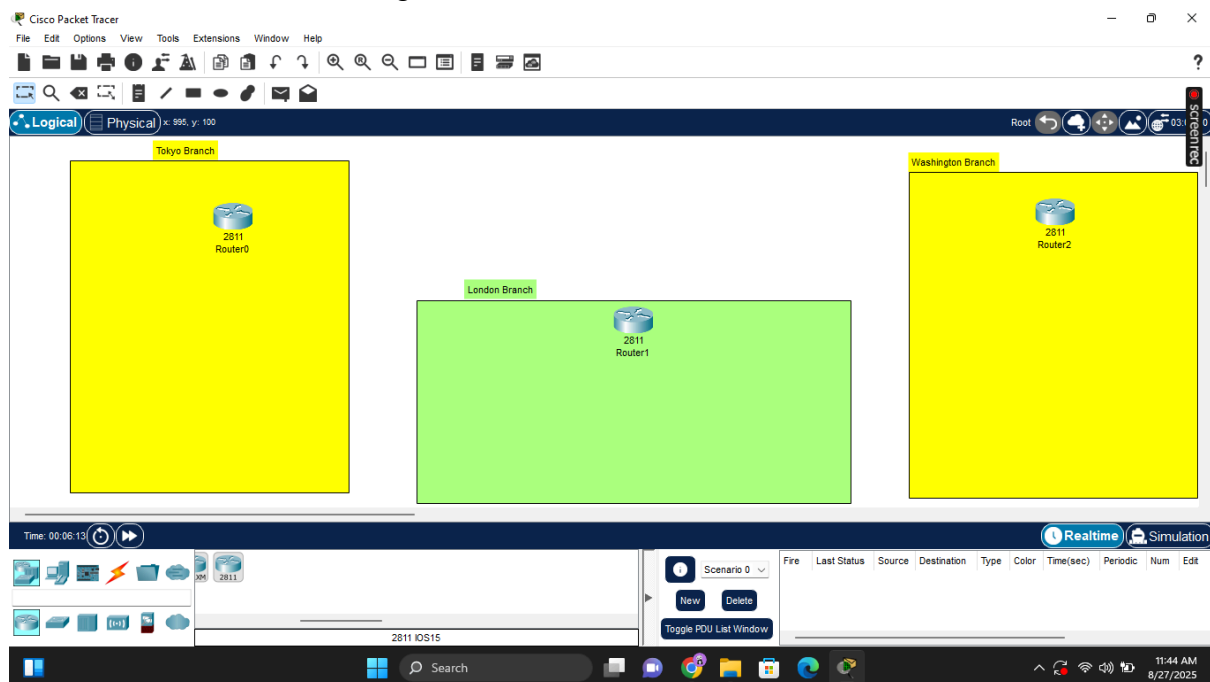 Cisco Packet Tracer
File Edit Options View Tools Extensions Window Help
?
Logical Physical x: 995, y: 100 Root
screenrec
Tokyo Branch
Washington Branch
2811
Router0
2811
Router2
London Branch
2811
Router1
Time: 00:06:13 Realtime Simulation
2811
Scenario 0
Fire Last Status Source Destination Type Color Time(sec) Periodic Num Edit
New Delete
Toggle PDU List Window
2811 IOS15
Search
11:44 AM
8/27/2025